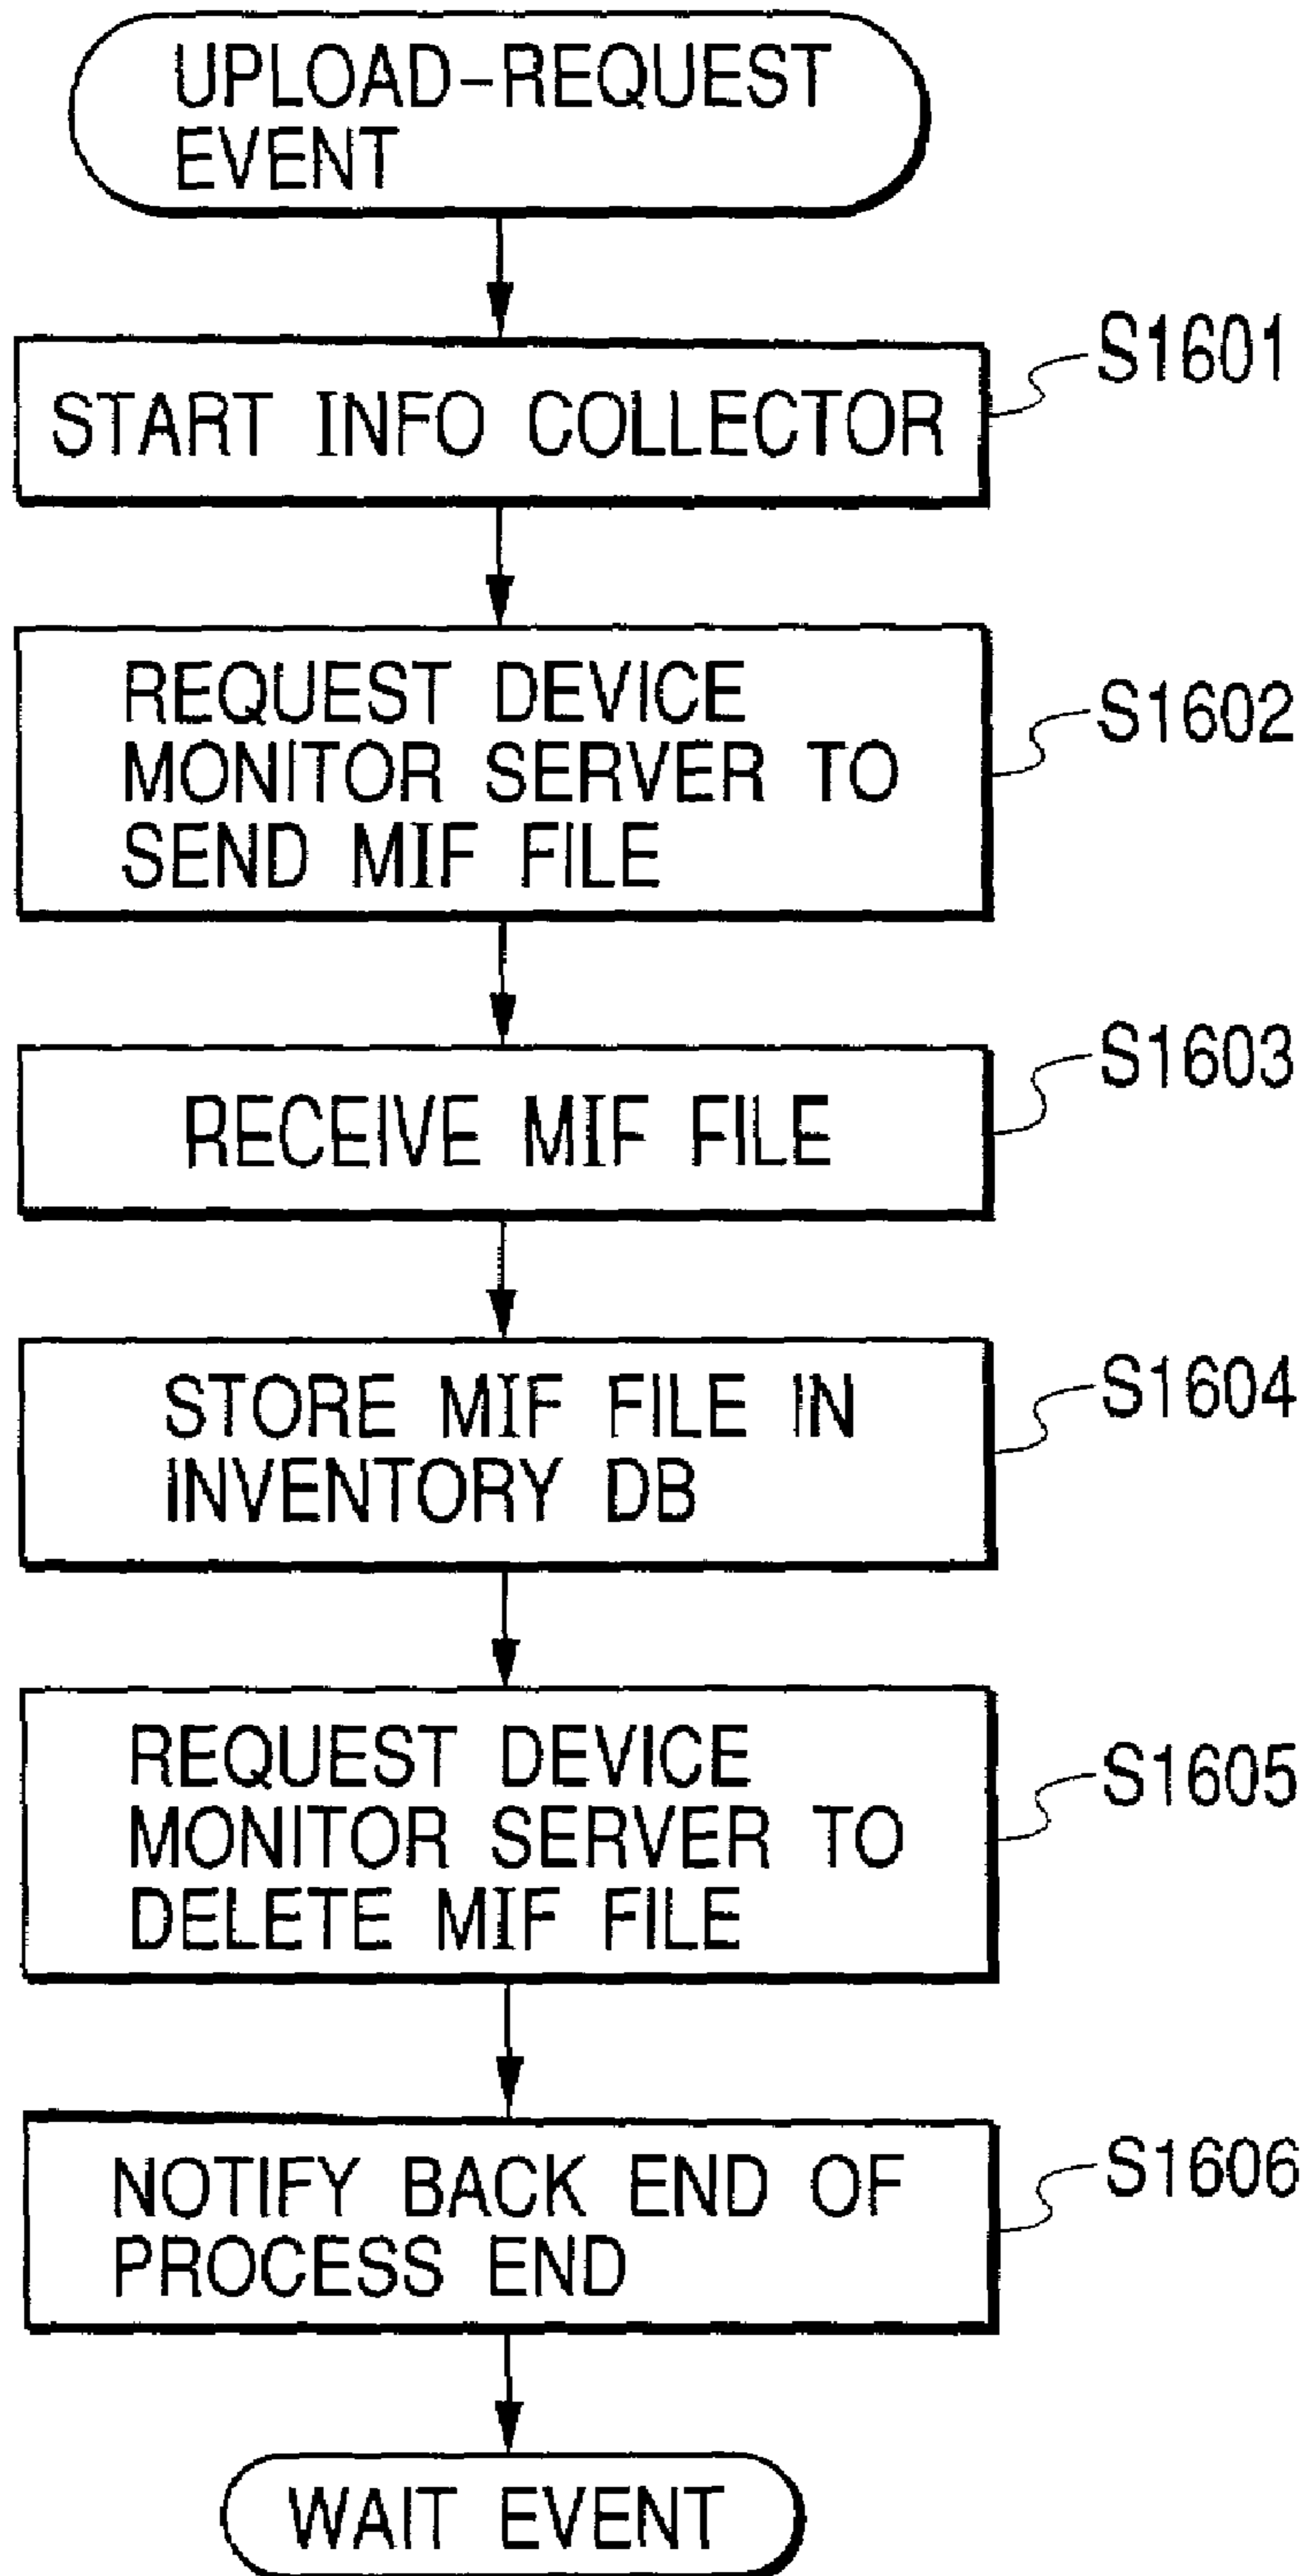 UPLOAD-REQUEST
EVENT
S1601
START INFO COLLECTOR
S1602
REQUEST DEVICE
MONITOR SERVER TO
SEND MIF FILE
S1603
RECEIVE MIF FILE
S1604
STORE MIF FILE IN
INVENTORY DB
S1605
REQUEST DEVICE
MONITOR SERVER TO
DELETE MIF FILE
S1606
NOTIFY BACK END OF
PROCESS END
WAIT EVENT